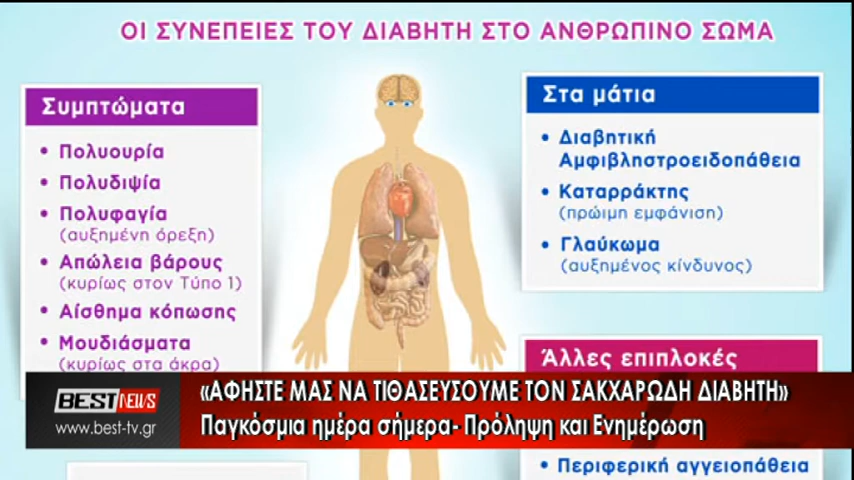 ΟΙ ΣΥΝΕΠΕΙΕΣ ΤΟΥ ΔΙΑΒΗΤΗ ΣΤΟ ΑΝΘΡΩΠΙΝΟ ΣΩΜΑ
Συμπτώματα
• Πολυουρία
• Πολυδιψία
• Πολυφαγία
(αυξημένη όρεξη)
• Απώλεια βάρους
(κυρίως στον Τύπο 1)
• Αίσθημα κόπωσης
• Μουδιάσματα
(κυρίως στα άκρα)
Στα μάτια
• Διαβητική
Αμφιβληστροειδοπάθεια
• Καταρράκτης
(πρώιμη εμφάνιση)
• Γλαύκωμα
(αυξημένος κίνδυνος)
Άλλες επιπλοκές
• Περιφερική αγγειοπάθεια
BEST NEWS
www.best-tv.gr
«ΑΦΗΣΤΕ ΜΑΣ ΝΑ ΤΙΘΑΣΕΥΣΟΥΜΕ ΤΟΝ ΣΑΚΧΑΡΩΔΗ ΔΙΑΒΗΤΗ»
Παγκόσμια ημέρα σήμερα- Πρόληψη και Ενημέρωση